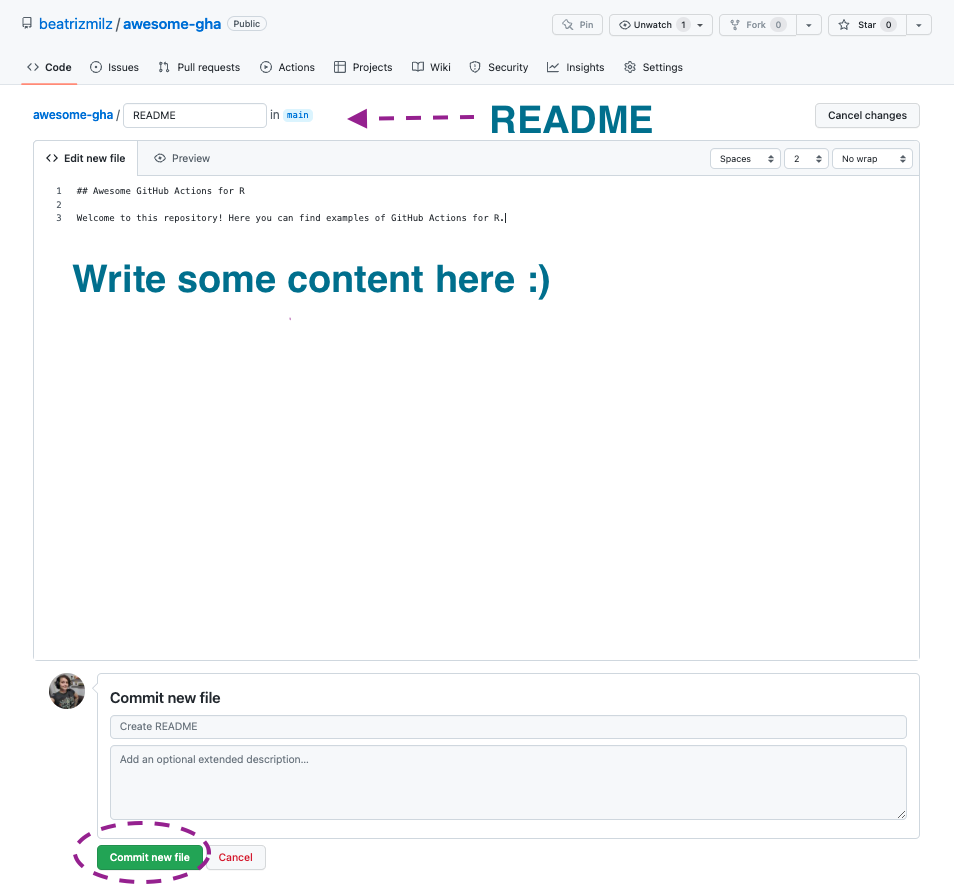 beatrizmilz / awesome-gha Public Pin Unwatch 1 Fork 0 Star 0
Code Issues Pull requests Actions Projects Wiki Security Insights Settings
awesome-gha / README in main README Cancel changes
Edit new file Preview Spaces 2 No wrap
1 ## Awesome GitHub Actions for R
2
3 Welcome to this repository! Here you can find examples of GitHub Actions for R.
Write some content here :)
Commit new file
Create README
Add an optional extended description...
Commit new file Cancel